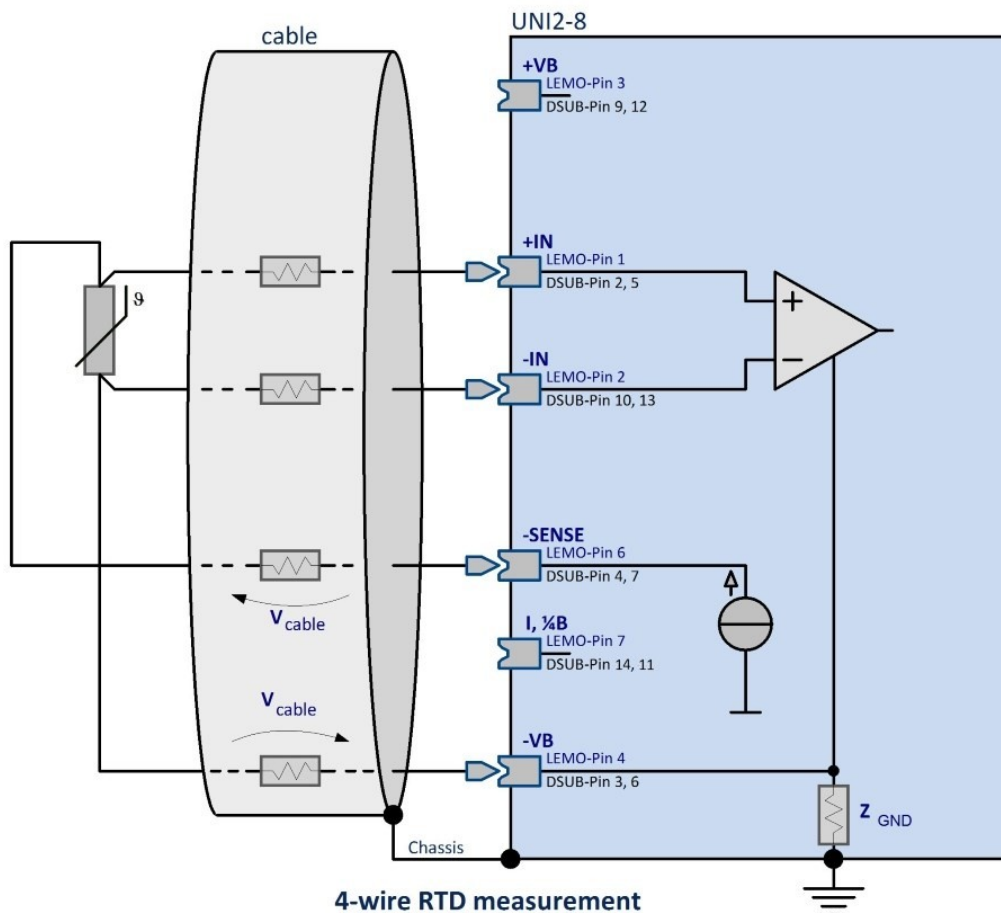 UNI2-8
cable
+VB
LEMO-Pin 3
DSUB-Pin 9, 12
+IN
LEMO-Pin 1
DSUB-Pin 2, 5
ϑ
+
-IN
LEMO-Pin 2
DSUB-Pin 10, 13
−
-SENSE
LEMO-Pin 6
DSUB-Pin 4, 7
V cable
I, ¼B
LEMO-Pin 7
DSUB-Pin 14, 11
V cable
-VB
LEMO-Pin 4
DSUB-Pin 3, 6
Z GND
Chassis
4-wire RTD measurement